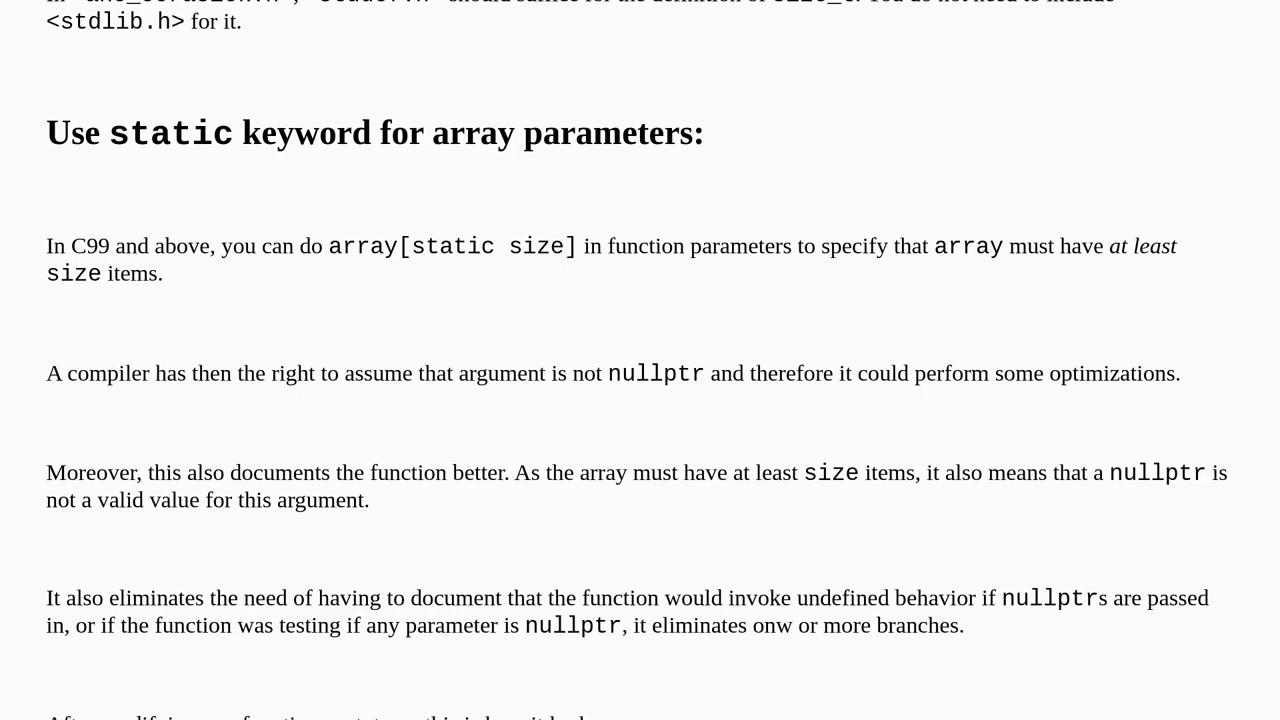 <stdlib.h> for it.
Use static keyword for array parameters:
In C99 and above, you can do array[static size] in function parameters to specify that array must have at least
size items.
A compiler has then the right to assume that argument is not nullptr and therefore it could perform some optimizations.
Moreover, this also documents the function better. As the array must have at least size items, it also means that a nullptr is
not a valid value for this argument.
It also eliminates the need of having to document that the function would invoke undefined behavior if nullptrs are passed
in, or if the function was testing if any parameter is nullptr, it eliminates onw or more branches.